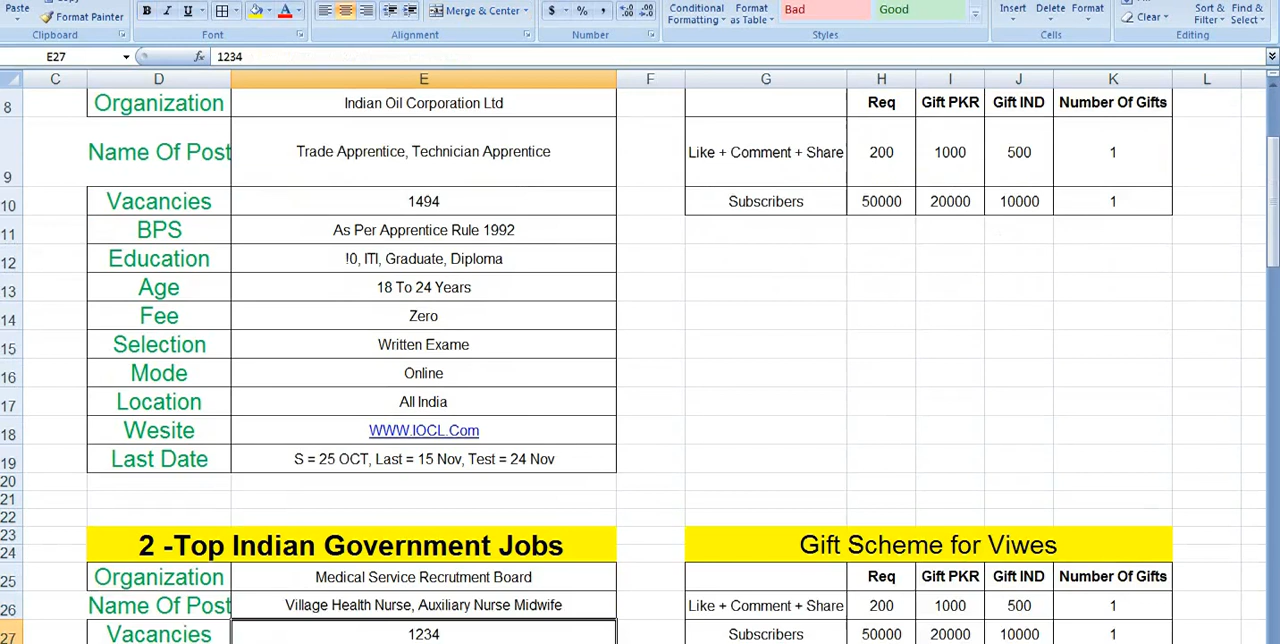 Paste
Format Painter
B I U
Merge & Center
$ % ,
Conditional Formatting
Format as Table
Bad
Good
Insert
Delete
Format
Clear
Sort & Filter
Find & Select
Clipboard
Font
Alignment
Number
Styles
Cells
Editing
E27
fx
1234
C D E F G H I J K L
8 Organization Indian Oil Corporation Ltd Req Gift PKR Gift IND Number Of Gifts
9 Name Of Post Trade Apprentice, Technician Apprentice Like + Comment + Share 200 1000 500 1
10 Vacancies 1494 Subscribers 50000 20000 10000 1
11 BPS As Per Apprentice Rule 1992
12 Education !0, ITI, Graduate, Diploma
13 Age 18 To 24 Years
14 Fee Zero
15 Selection Written Exame
16 Mode Online
17 Location All India
18 Wesite WWW.IOCL.Com
19 Last Date S = 25 OCT, Last = 15 Nov, Test = 24 Nov
20
21
22
23
24
2 -Top Indian Government Jobs Gift Scheme for Viwes
25 Organization Medical Service Recrutment Board Req Gift PKR Gift IND Number Of Gifts
26 Name Of Post Village Health Nurse, Auxiliary Nurse Midwife Like + Comment + Share 200 1000 500 1
27 Vacancies 1234 Subscribers 50000 20000 10000 1